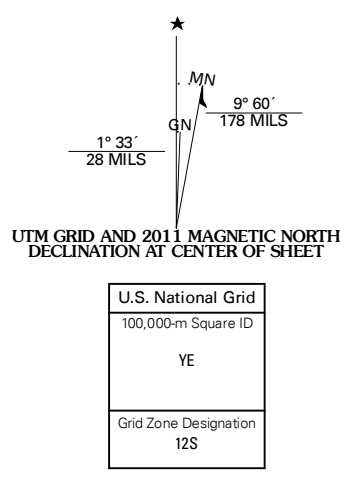 MN
9° 60´
178 MILS
GN
1° 33´
28 MILS
UTM GRID AND 2011 MAGNETIC NORTH
DECLINATION AT CENTER OF SHEET
U.S. National Grid
100,000-m Square ID
YE
Grid Zone Designation
12S